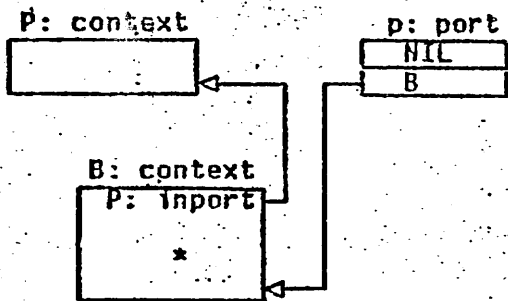 P: context
p: port
NIL
B
B: context
P: inport
*